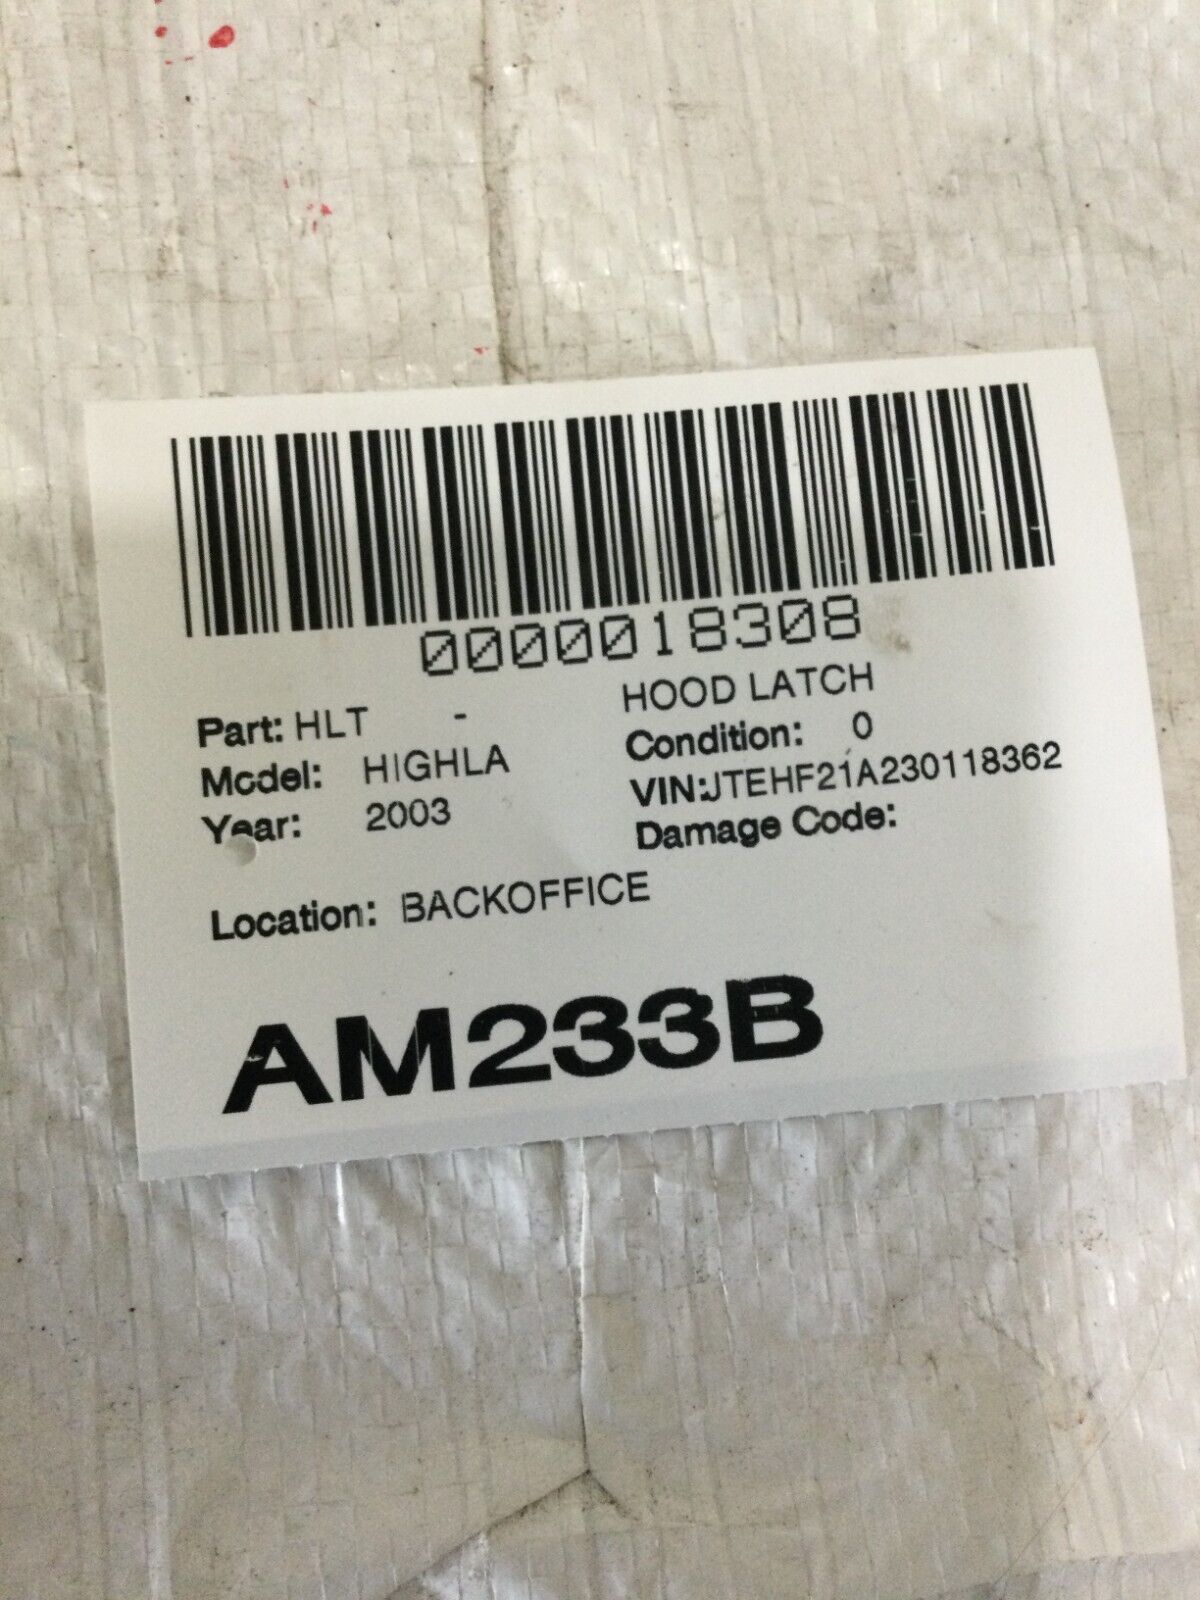 0000018308
Part: HLT - HOOD LATCH
Model: HIGHLA Condition: 0
Year: 2003 VIN:JTEHF21A230118362
Damage Code:
Location: BACKOFFICE
AM233B